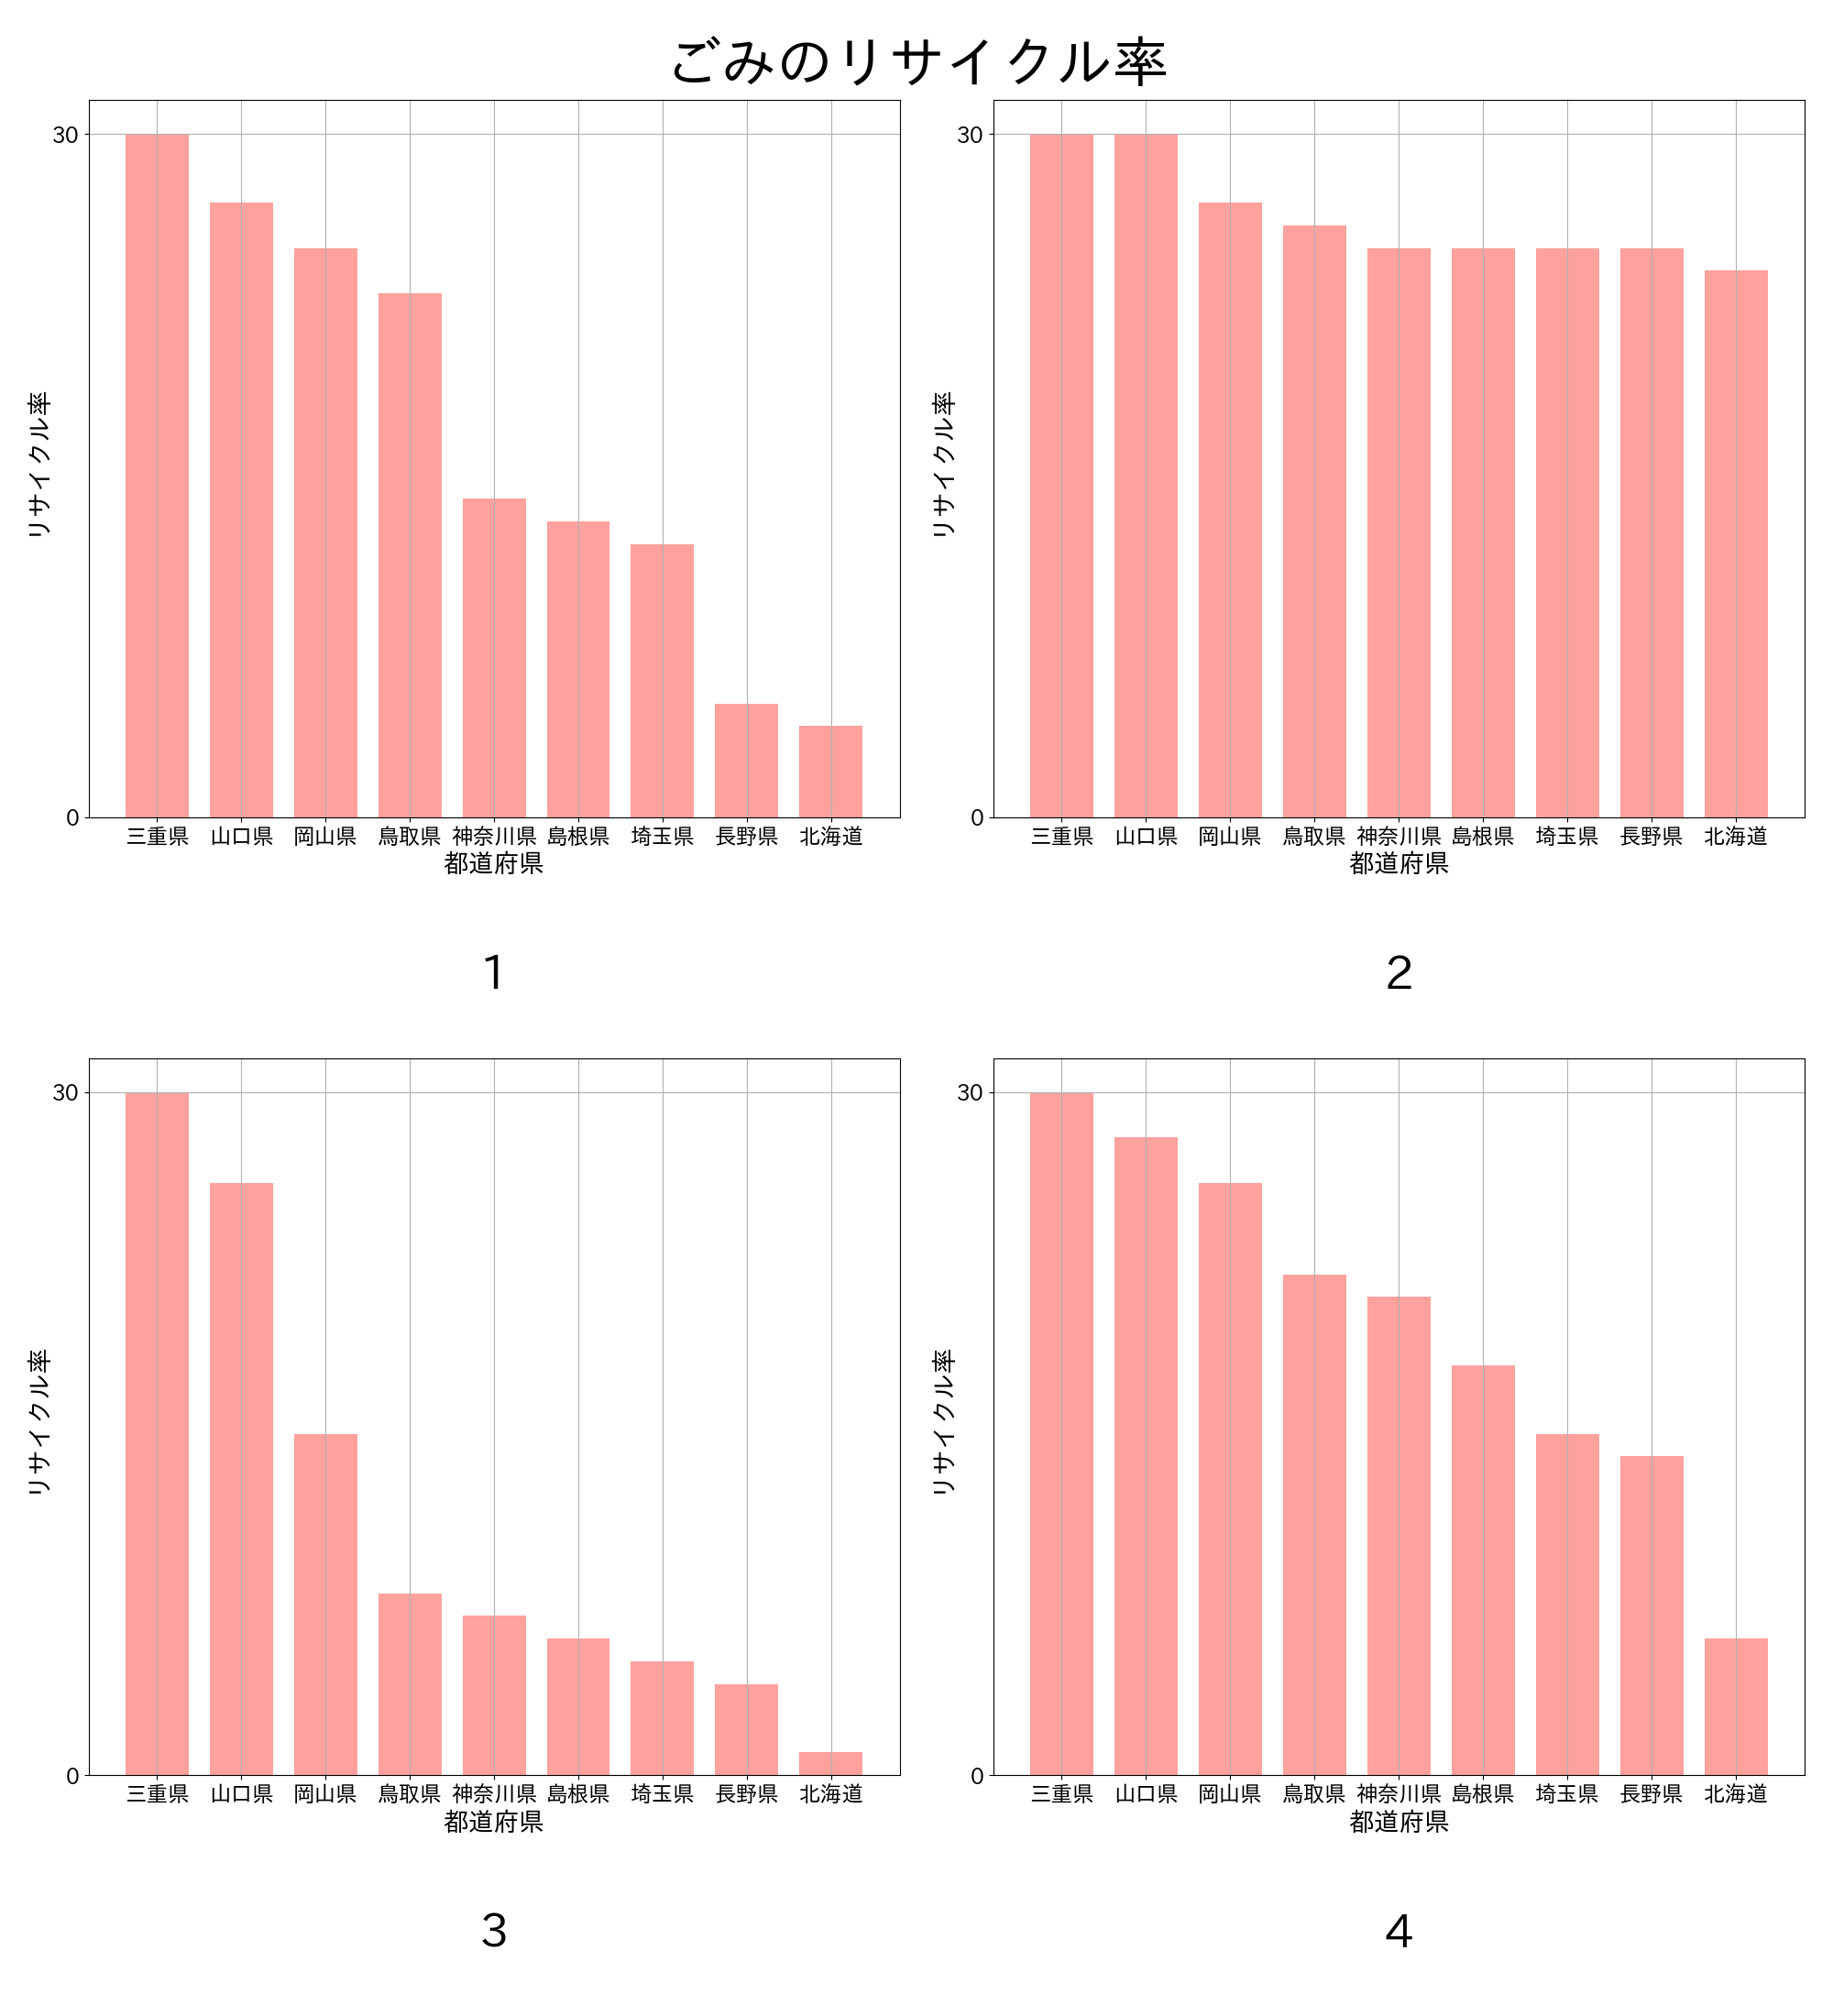 ごみのリサイクル率
リサイクル率
30
0
三重県 山口県 岡山県 鳥取県 神奈川県 島根県 埼玉県 長野県 北海道
都道府県
1
リサイクル率
30
0
三重県 山口県 岡山県 鳥取県 神奈川県 島根県 埼玉県 長野県 北海道
都道府県
2
リサイクル率
30
0
三重県 山口県 岡山県 鳥取県 神奈川県 島根県 埼玉県 長野県 北海道
都道府県
3
リサイクル率
30
0
三重県 山口県 岡山県 鳥取県 神奈川県 島根県 埼玉県 長野県 北海道
都道府県
4